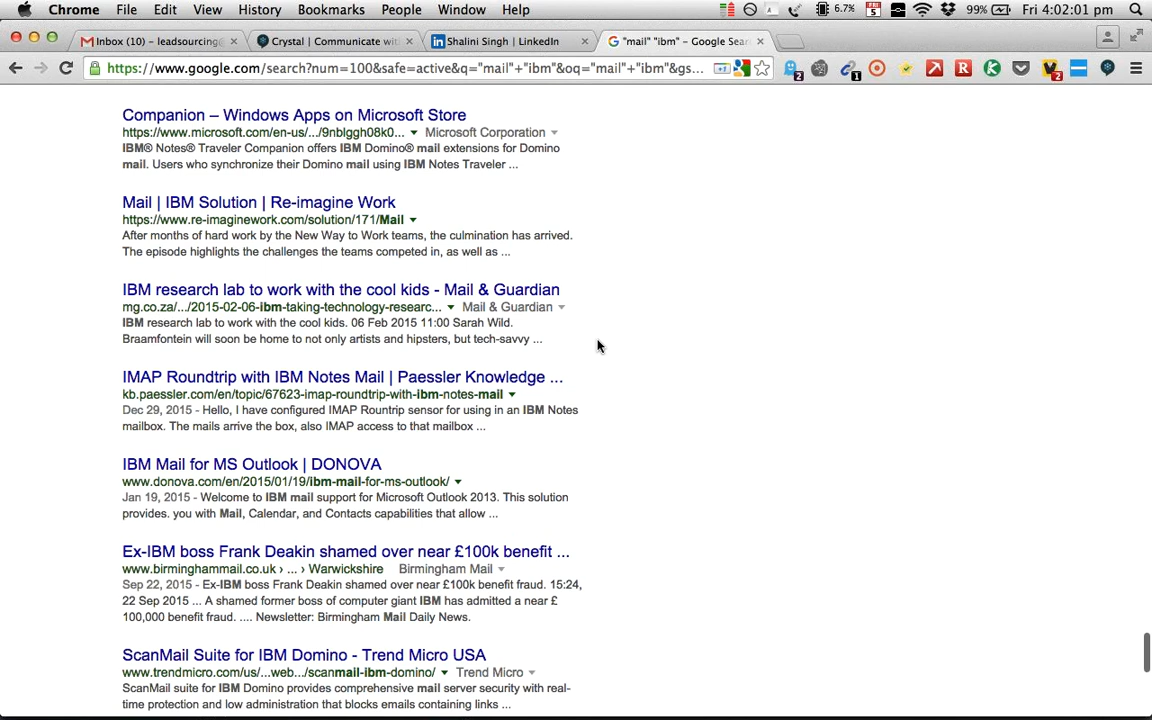 Chrome File Edit View History Bookmarks People Window Help 6.7% FRI 5 99% Fri 4:02:01 pm
Inbox (10) – leadsourcing@ × Crystal | Communicate wit × Shalini Singh | LinkedIn × "mail" "ibm" – Google Sear ×
https://www.google.com/search?num=100&safe=active&q="mail"+"ibm"&oq="mail"+"ibm"&gs... 2 1 R K 2
Companion – Windows Apps on Microsoft Store
https://www.microsoft.com/en-us/.../9nblggh08k0... ▼ Microsoft Corporation ▼
IBM® Notes® Traveler Companion offers IBM Domino® mail extensions for Domino
mail. Users who synchronize their Domino mail using IBM Notes Traveler ...
Mail | IBM Solution | Re-imagine Work
https://www.re-imaginework.com/solution/171/Mail ▼
After months of hard work by the New Way to Work teams, the culmination has arrived.
The episode highlights the challenges the teams competed in, as well as ...
IBM research lab to work with the cool kids - Mail & Guardian
mg.co.za/.../2015-02-06-ibm-taking-technology-researc... ▼ Mail & Guardian ▼
IBM research lab to work with the cool kids. 06 Feb 2015 11:00 Sarah Wild.
Braamfontein will soon be home to not only artists and hipsters, but tech-savvy ...
IMAP Roundtrip with IBM Notes Mail | Paessler Knowledge ...
kb.paessler.com/en/topic/67623-imap-roundtrip-with-ibm-notes-mail ▼
Dec 29, 2015 - Hello, I have configured IMAP Rountrip sensor for using in an IBM Notes
mailbox. The mails arrive the box, also IMAP access to that mailbox ...
IBM Mail for MS Outlook | DONOVA
www.donova.com/en/2015/01/19/ibm-mail-for-ms-outlook/ ▼
Jan 19, 2015 - Welcome to IBM mail support for Microsoft Outlook 2013. This solution
provides. you with Mail, Calendar, and Contacts capabilities that allow ...
Ex-IBM boss Frank Deakin shamed over near £100k benefit ...
www.birminghammail.co.uk › ... › Warwickshire Birmingham Mail ▼
Sep 22, 2015 - Ex-IBM boss Frank Deakin shamed over near £100k benefit fraud. 15:24,
22 Sep 2015 ... A shamed former boss of computer giant IBM has admitted a near £
100,000 benefit fraud. .... Newsletter: Birmingham Mail Daily News.
ScanMail Suite for IBM Domino - Trend Micro USA
www.trendmicro.com/us/...web.../scanmail-ibm-domino/ ▼ Trend Micro ▼
ScanMail suite for IBM Domino provides comprehensive mail server security with real-
time protection and low administration that blocks emails containing links ...